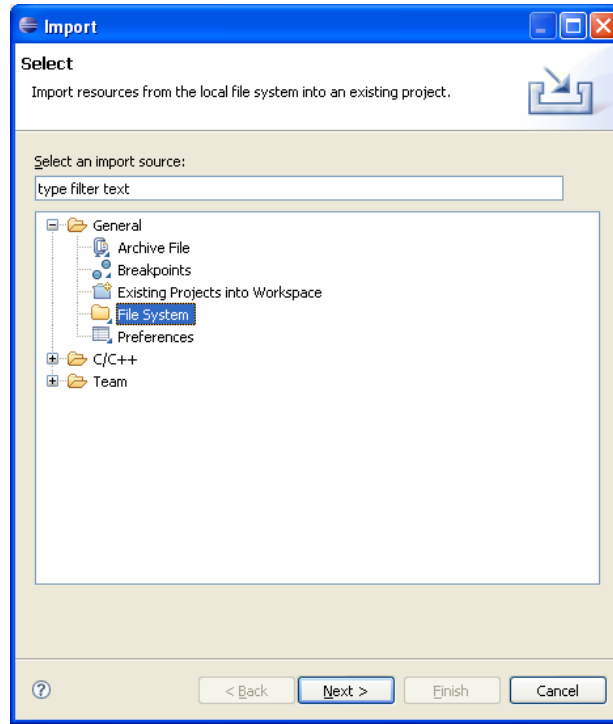 Import
Select
Import resources from the local file system into an existing project.
Select an import source:
type filter text
General
Archive File
Breakpoints
Existing Projects into Workspace
File System
Preferences
C/C++
Team
< Back Next > Finish Cancel